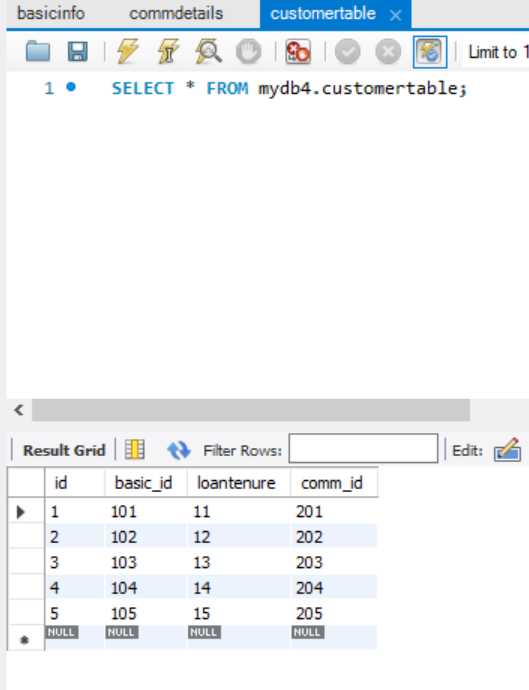 basicinfo commdetails customertable
Limit to 1
1 SELECT * FROM mydb4.customertable;
Result Grid Filter Rows: Edit:
id basic_id loantenure comm_id
1 101 11 201
2 102 12 202
3 103 13 203
4 104 14 204
5 105 15 205
NULL NULL NULL NULL